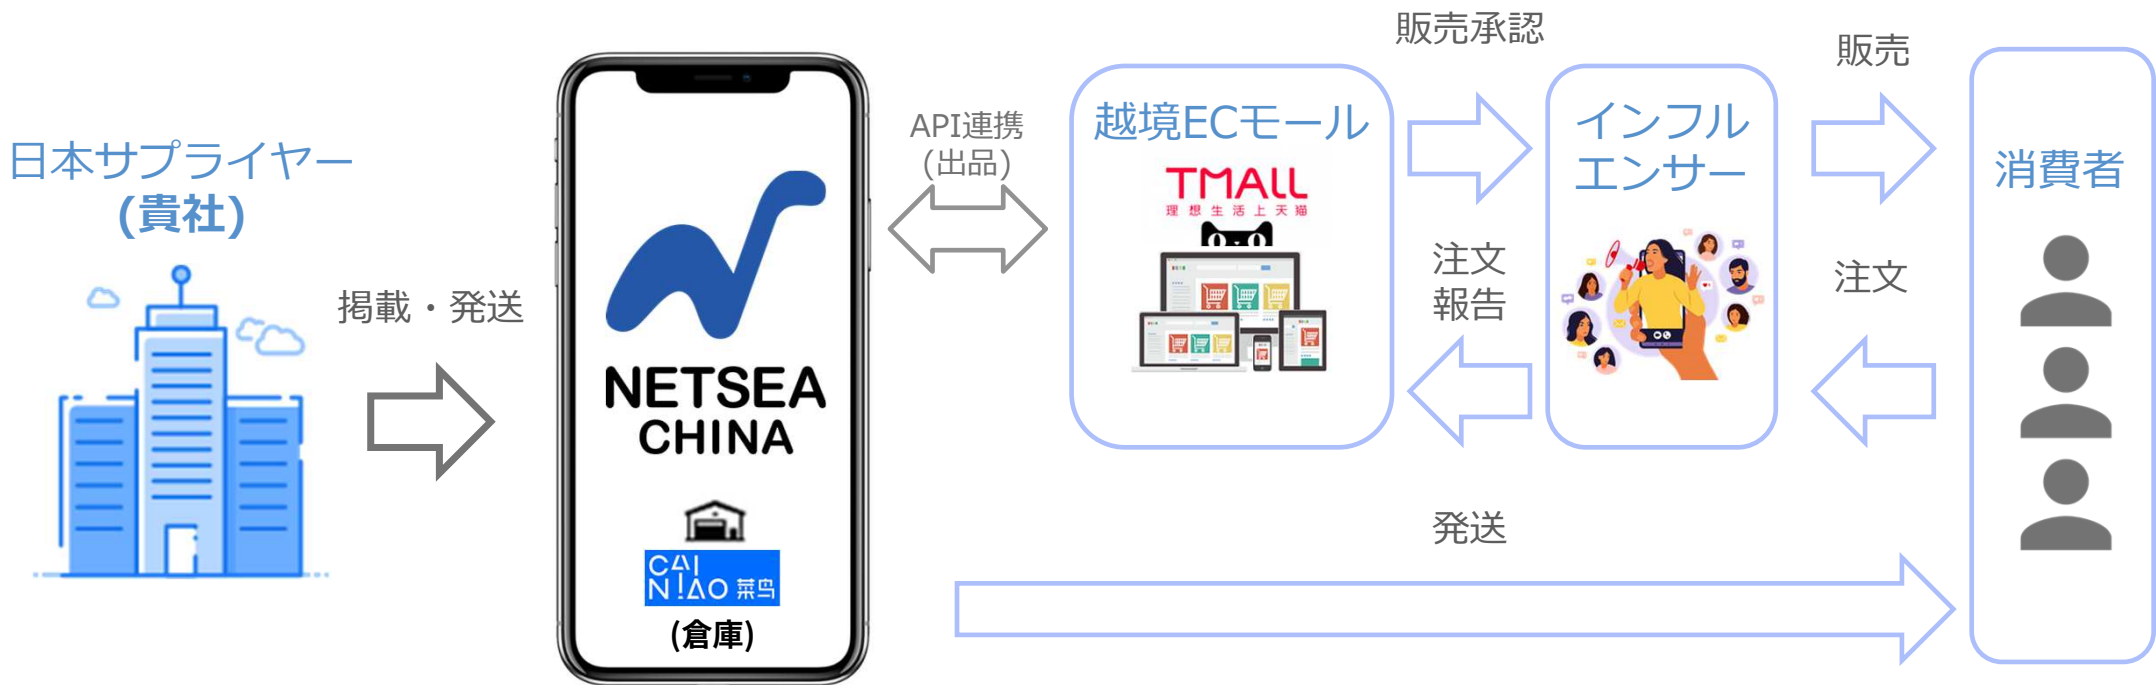 日本サプライヤー
(貴社)
掲載・発送
NETSEA
CHINA
CAI
NIAO 菜鸟
(倉庫)
API連携
(出品)
越境ECモール
TMALL
理想生活上天猫
販売承認
注文
報告
インフル
エンサー
販売
注文
消費者
発送